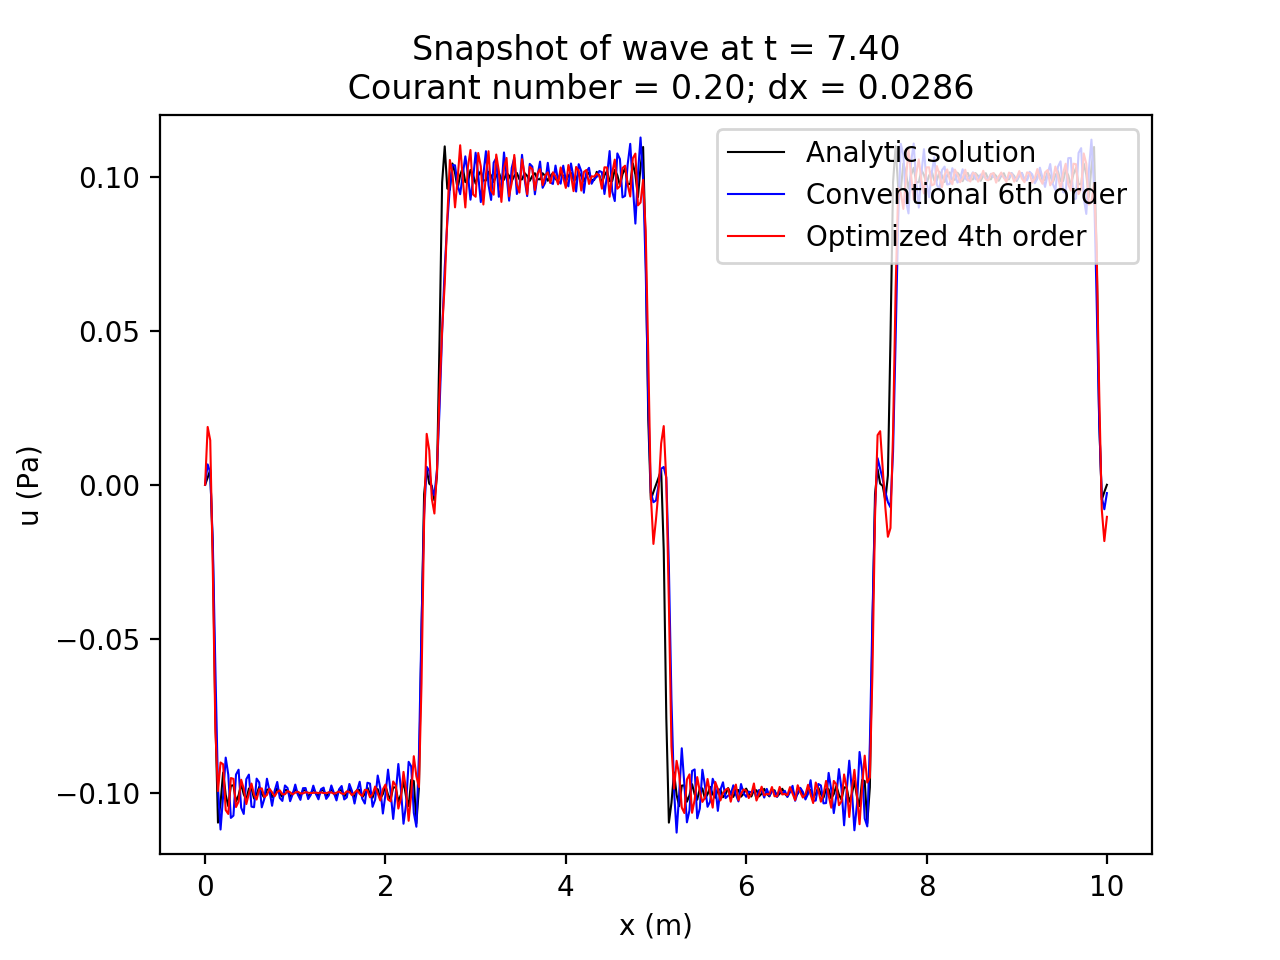 Snapshot of wave at t = 7.40
Courant number = 0.20; dx = 0.0286
Analytic solution
Conventional 6th order
Optimized 4th order
0.10
0.05
0.00
−0.05
−0.10
u (Pa)
0 2 4 6 8 10
x (m)